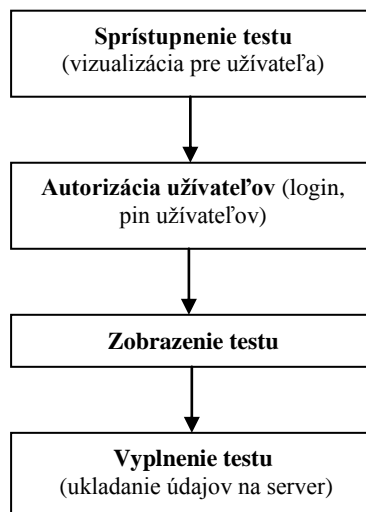 Sprístupnenie testu
(vizualizácia pre užívateľa)
Autorizácia užívateľov (login,
pin užívateľov)
Zobrazenie testu
Vyplnenie testu
(ukladanie údajov na server)